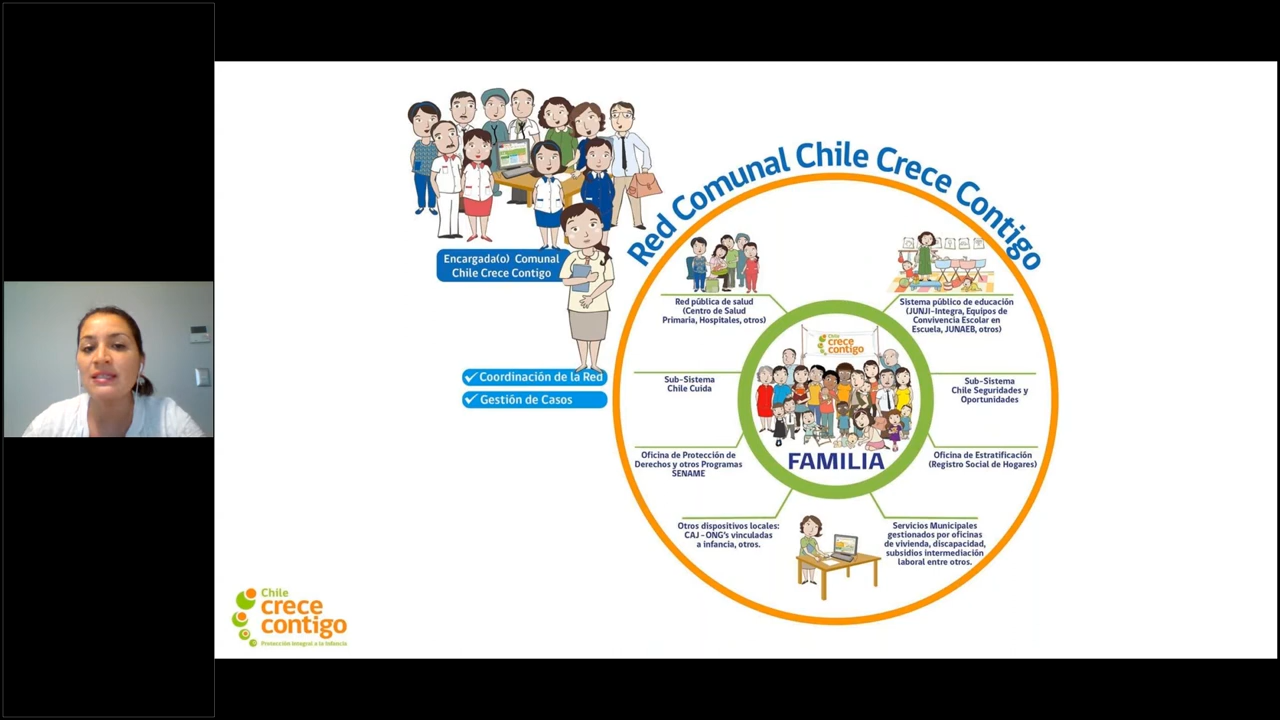 Red Comunal Chile Crece Contigo
Encargada(o) Comunal
Chile Crece Contigo
✓ Coordinación de la Red
✓ Gestión de Casos
Red pública de salud
(Centro de Salud
Primaria, Hospitales, otros)
Sistema público de educación
(JUNJI-Integra, Equipos de
Convivencia Escolar en
Escuela, JUNAEB, otros)
Chile
crece
contigo
Sub-Sistema
Chile Cuida
Sub-Sistema
Chile Seguridades y
Oportunidades
FAMILIA
Oficina de Protección de
Derechos y otros Programas
SENAME
Oficina de Estratificación
(Registro Social de Hogares)
Otros dispositivos locales:
CAJ - ONG's vinculadas
a infancia, otros.
Servicios Municipales
gestionados por oficinas
de vivienda, discapacidad,
subsidios intermediación
laboral entre otros.
Chile
crece
contigo
Protección Integral a la Infancia